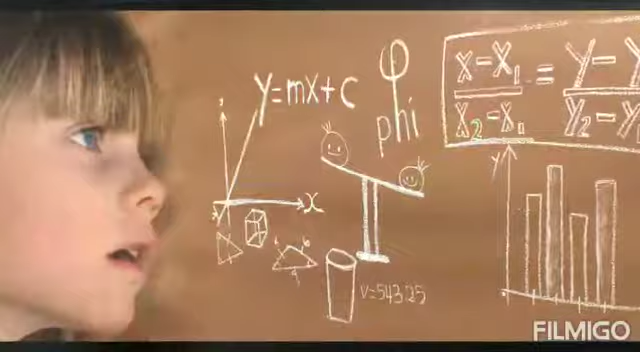 y=mx+c
φ
phi
x-x₁ = y-y
x₂-x₁ y₂-y
x
y
v=543.25
FILMIGO